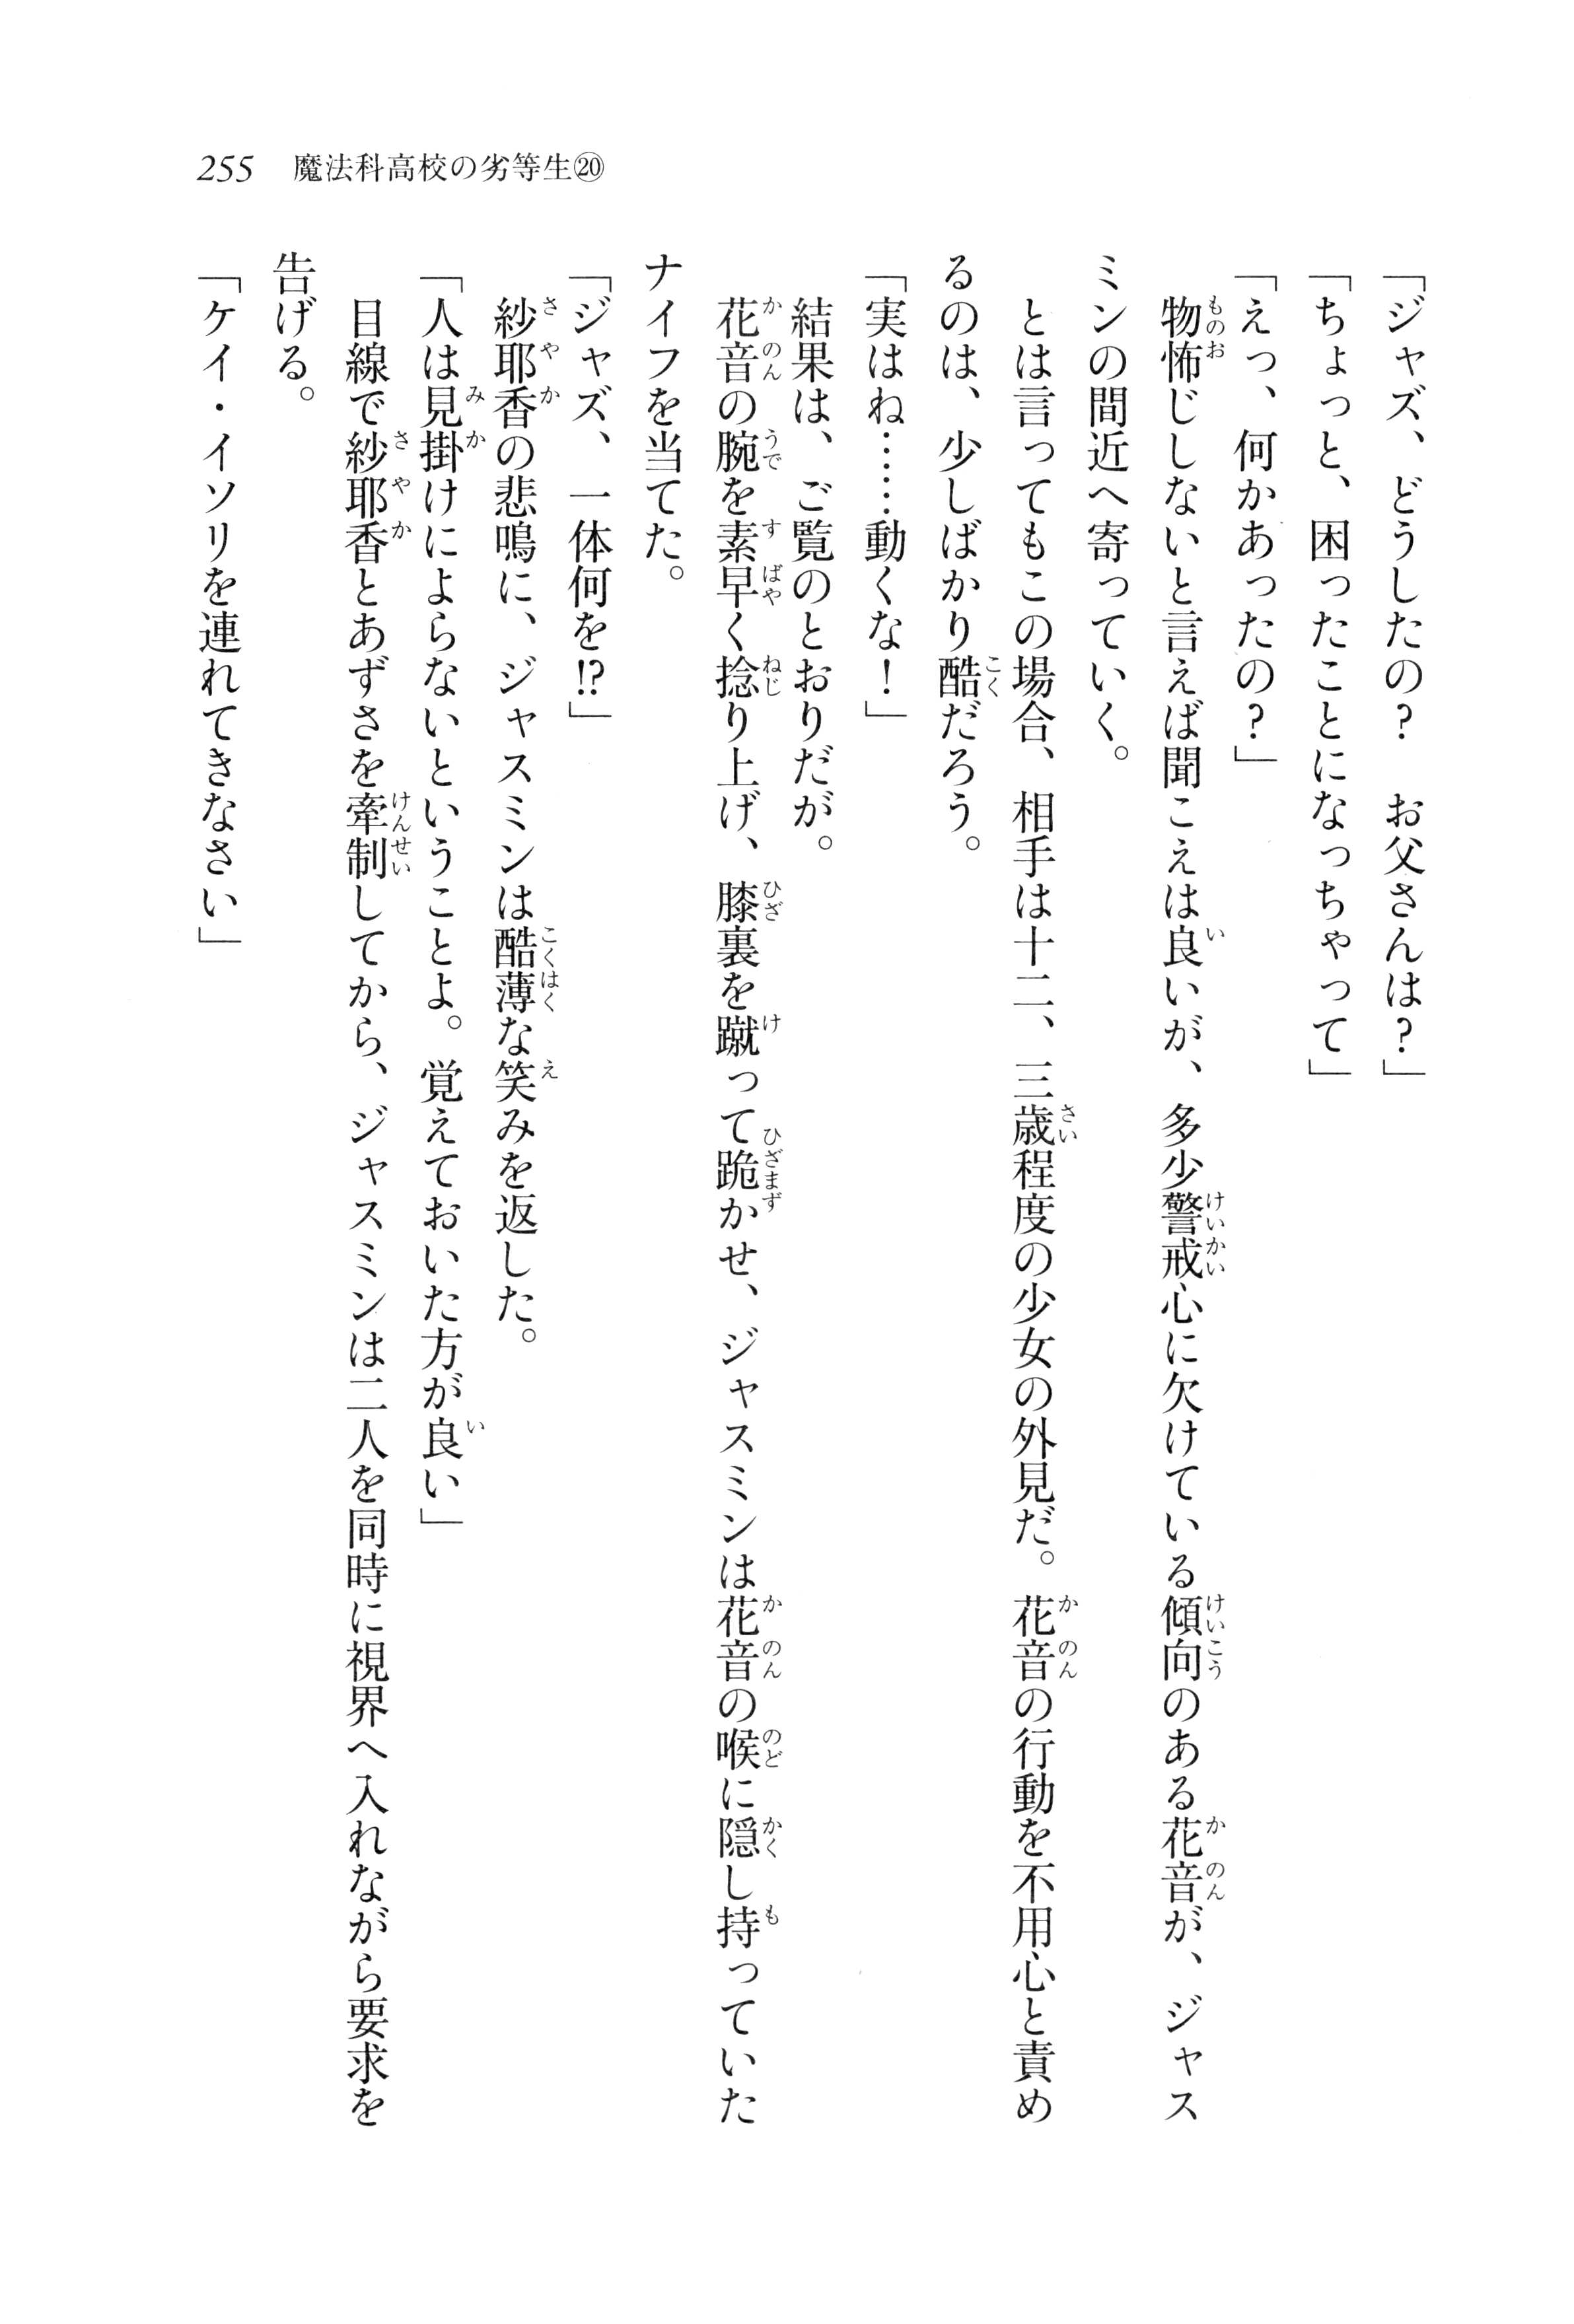 255　魔法科高校の劣等生⑳
「ジャズ、どうしたの？　お父さんは？」
「ちょっと、困ったことになっちゃって」
「えっ、何かあったの？」
　物怖じしないと言えば聞こえは良いが、多少警戒心に欠けている傾向のある花音が、ジャス
ミンの間近へ寄っていく。
　とは言ってもこの場合、相手は十二、三歳程度の少女の外見だ。花音の行動を不用心と責め
るのは、少しばかり酷だろう。
「実はね……動くな！」
　結果は、ご覧のとおりだが。
　花音の腕を素早く捻り上げ、膝裏を蹴って跪かせ、ジャスミンは花音の喉に隠し持っていた
ナイフを当てた。
「ジャズ、一体何を!?」
　紗耶香の悲鳴に、ジャスミンは酷薄な笑みを返した。
「人は見掛けによらないということよ。覚えておいた方が良い」
　目線で紗耶香とあずさを牽制してから、ジャスミンは二人を同時に視界へ入れながら要求を
告げる。
「ケイ・イソリを連れてきなさい」